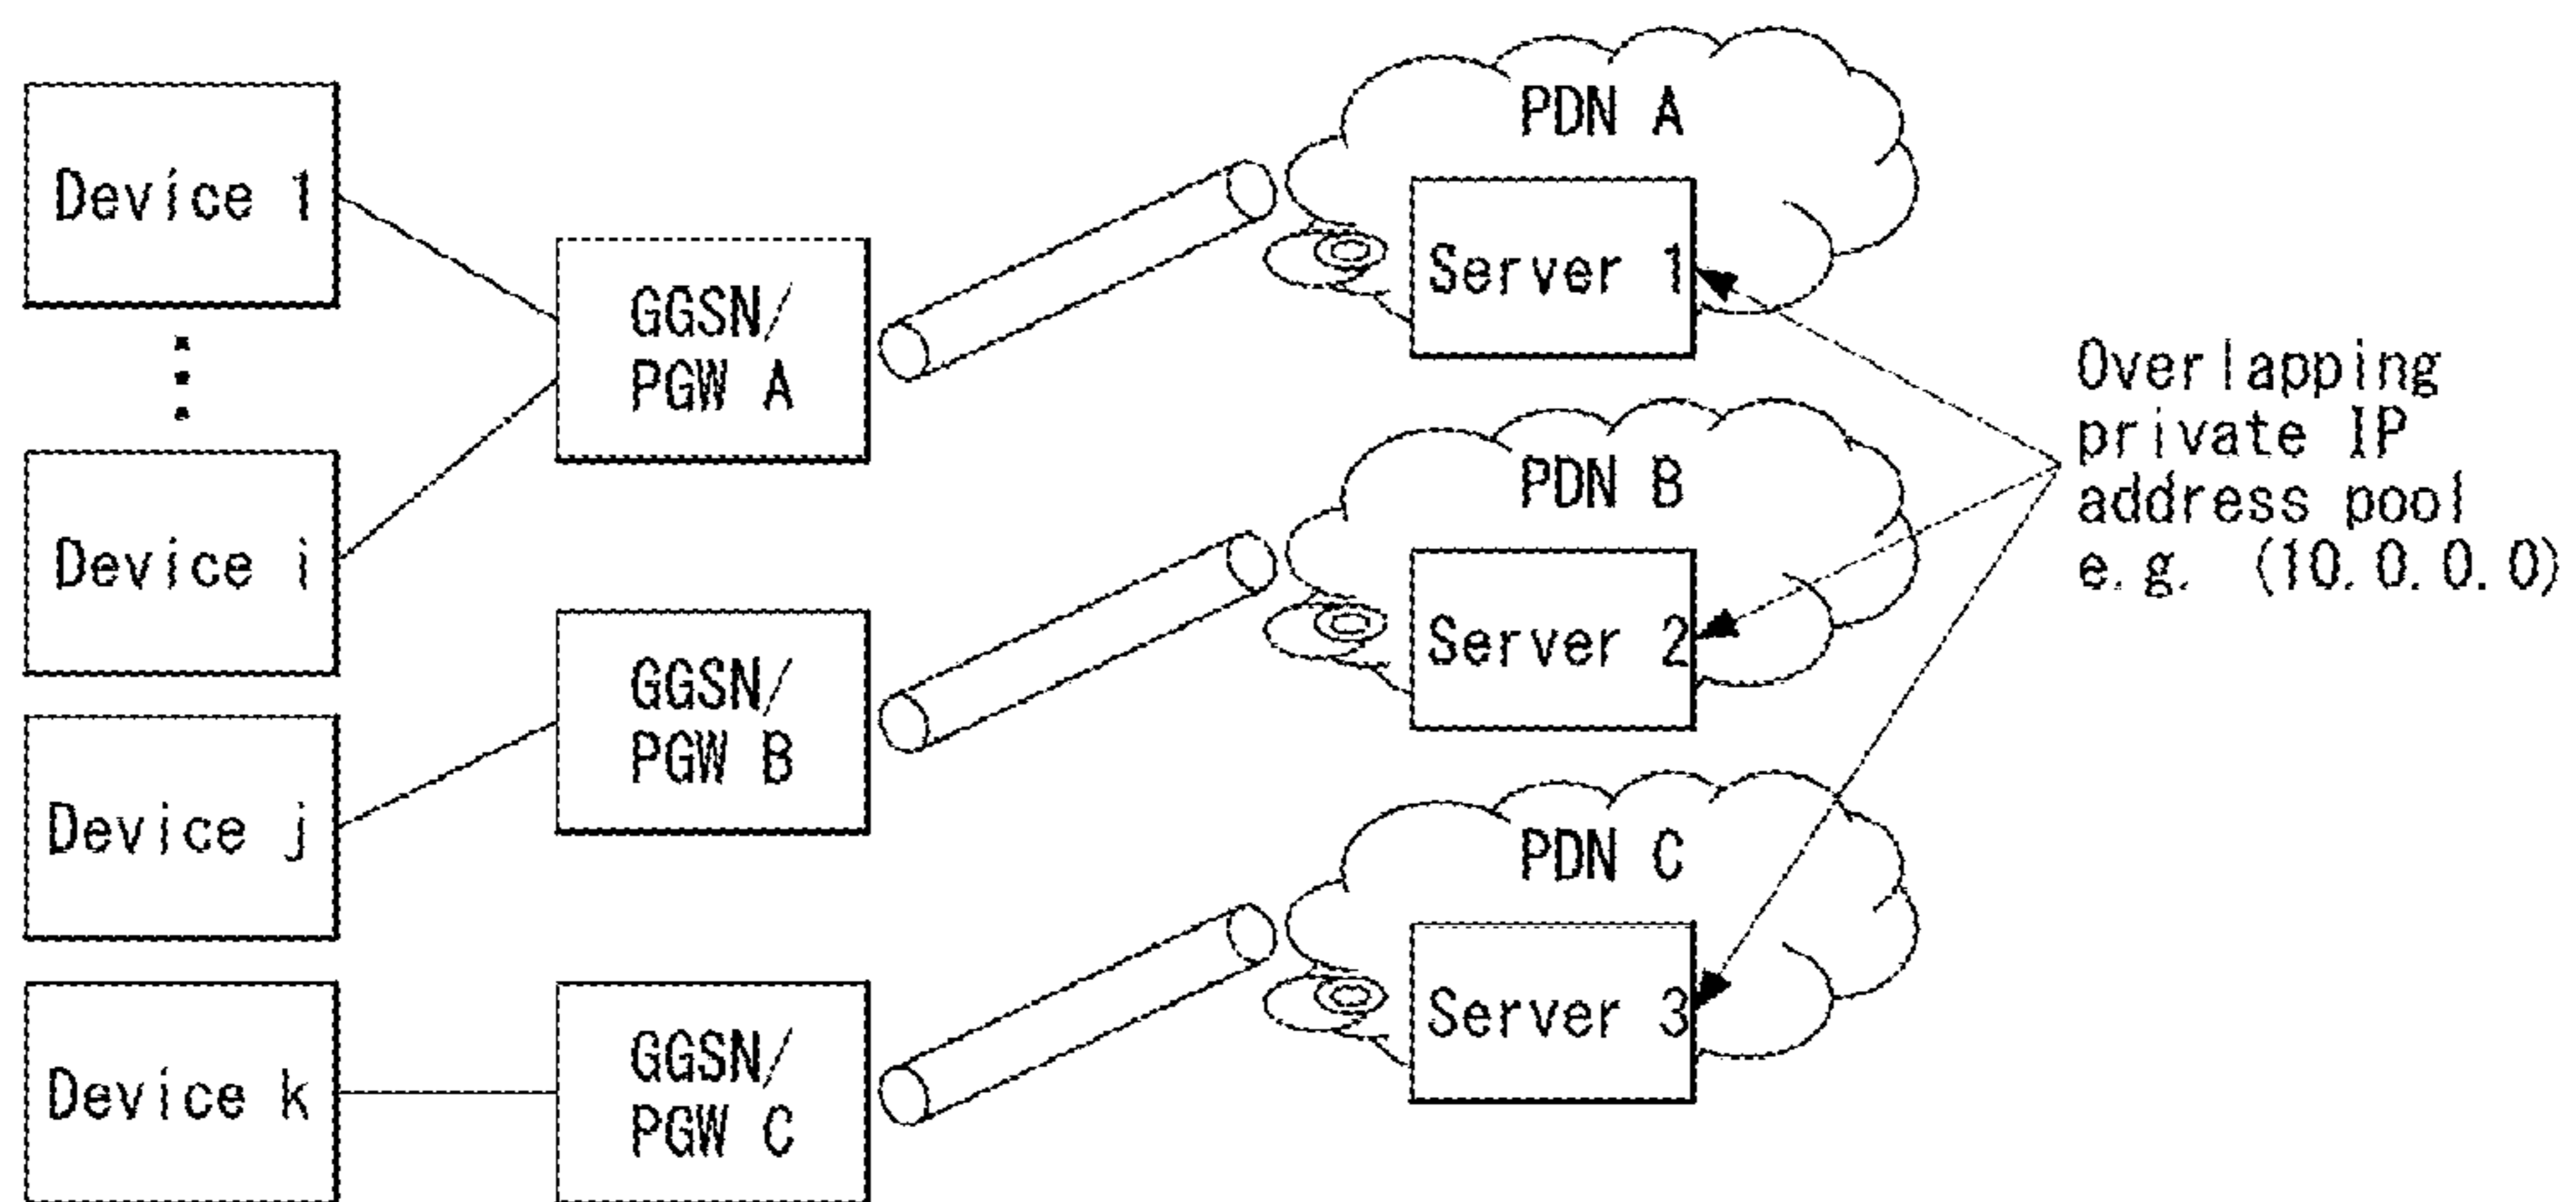 Device 1
Device i
Device j
Device k
GGSN/
PGW A
GGSN/
PGW B
GGSN/
PGW C
PDN A
Server 1
PDN B
Server 2
PDN C
Server 3
Overlapping
private IP
address pool
e.g. (10.0.0.0)